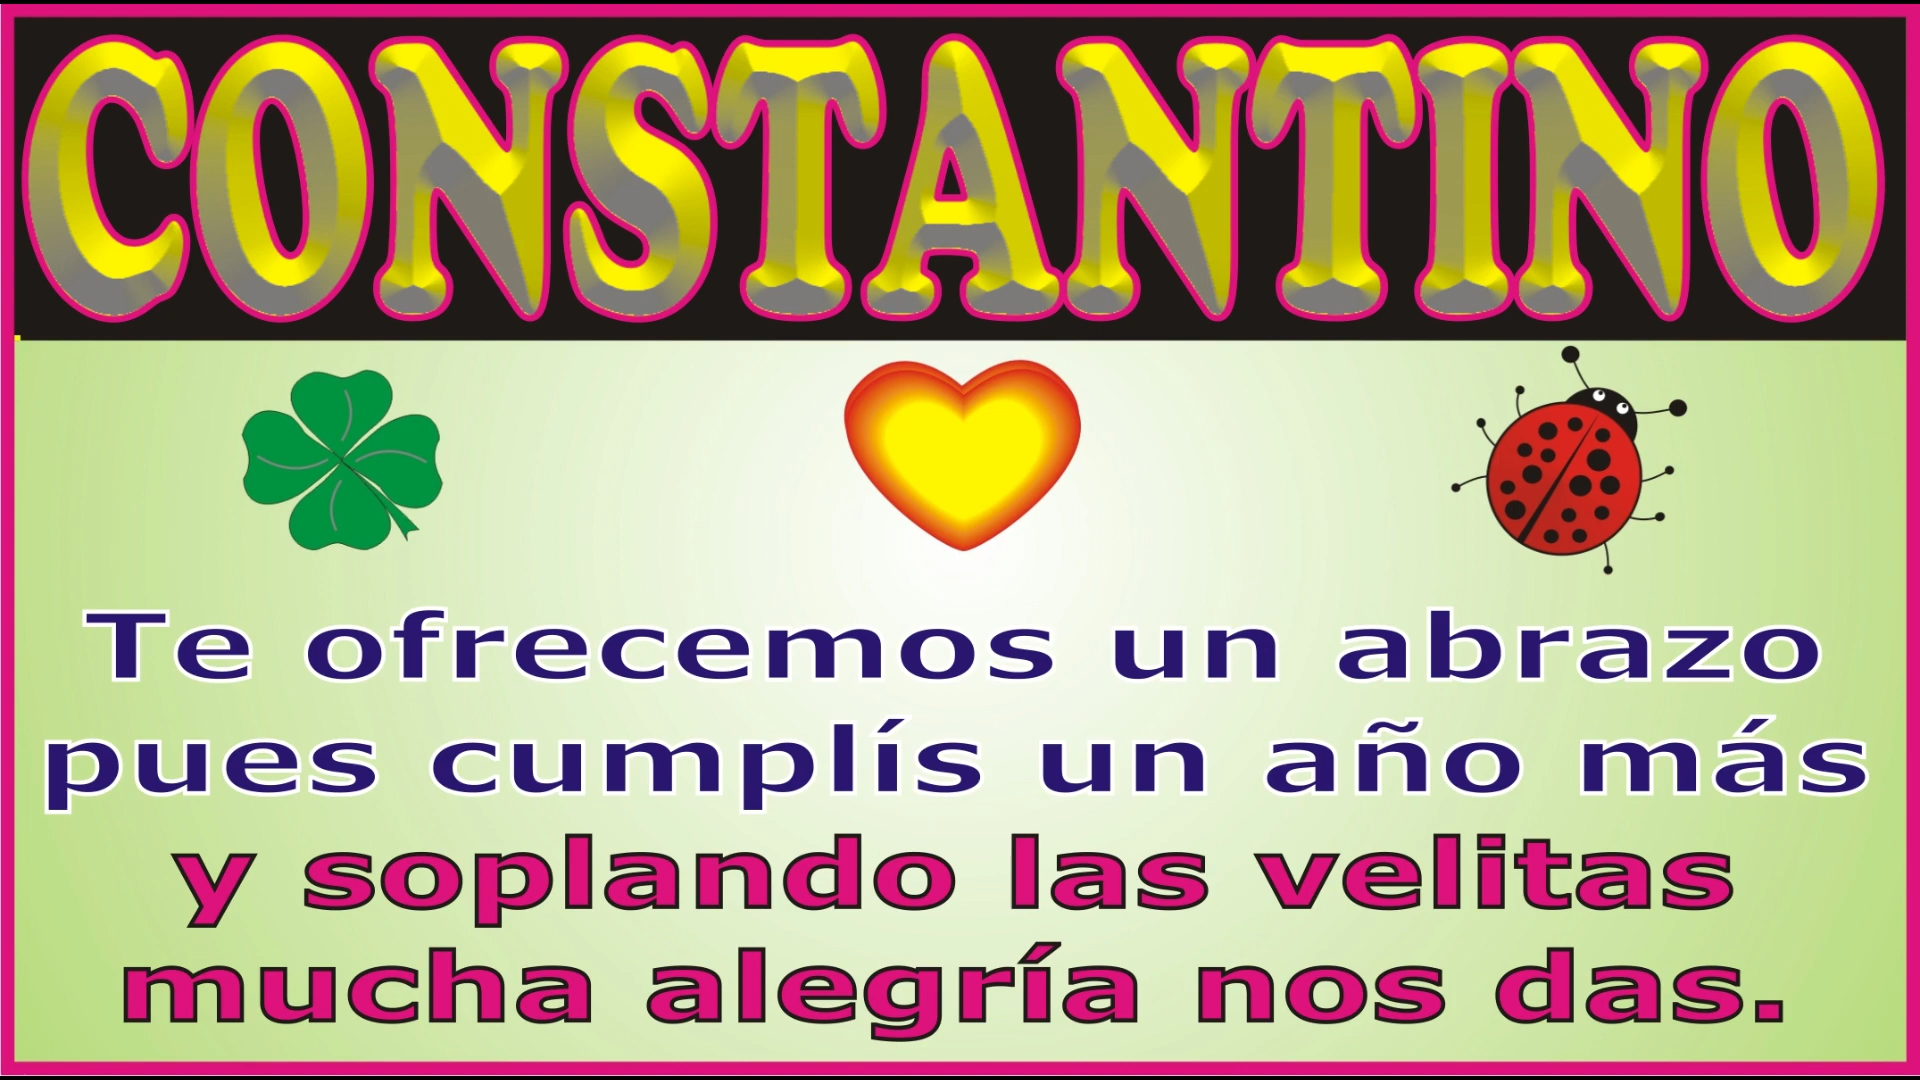 CONSTANTINO
Te ofrecemos un abrazo
pues cumplís un año más
y soplando las velitas
mucha alegría nos das.